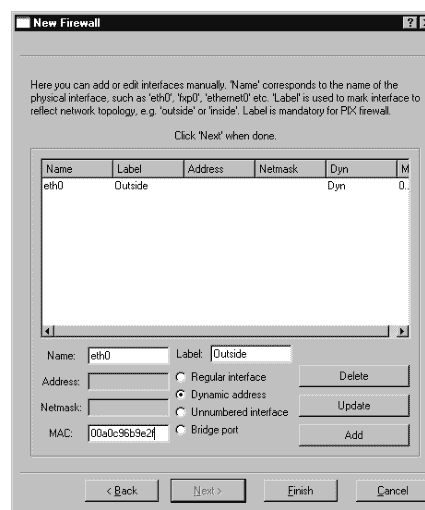 New Firewall
Here you can add or edit interfaces manually. 'Name' corresponds to the name of the
physical interface, such as 'eth0', 'fxp0', 'ethernet0' etc. 'Label' is used to mark interface to
reflect network topology, e.g. 'outside' or 'inside'. Label is mandatory for PIX firewall.
Click 'Next' when done.
Name Label Address Netmask Dyn M
eth0 Outside Dyn 0..
Name: eth0 Label: Outside
Address: Regular interface Delete
Dynamic address
Netmask: Unnumbered interface Update
MAC: 00a0c96b9e2f Bridge port Add
< Back Next > Finish Cancel